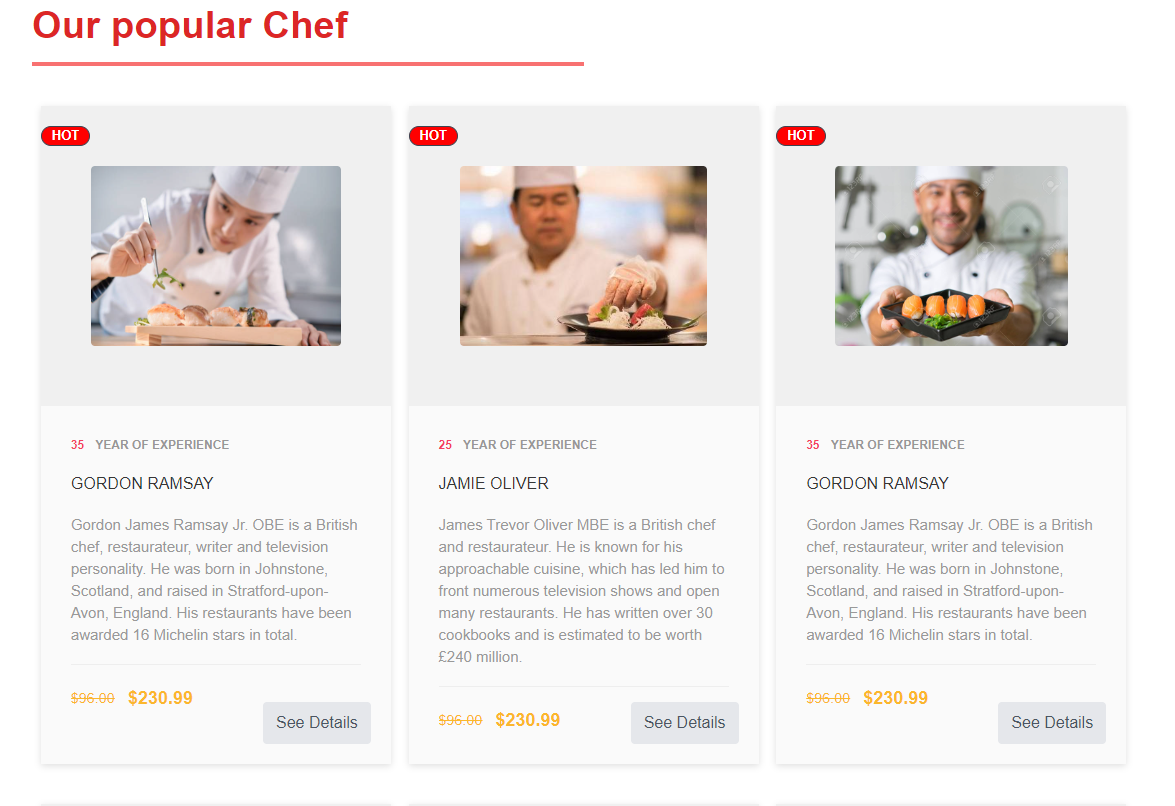 Our popular Chef
HOT
35 YEAR OF EXPERIENCE
GORDON RAMSAY
Gordon James Ramsay Jr. OBE is a British
chef, restaurateur, writer and television
personality. He was born in Johnstone,
Scotland, and raised in Stratford-upon-
Avon, England. His restaurants have been
awarded 16 Michelin stars in total.
$96.00 $230.99
See Details
HOT
25 YEAR OF EXPERIENCE
JAMIE OLIVER
James Trevor Oliver MBE is a British chef
and restaurateur. He is known for his
approachable cuisine, which has led him to
front numerous television shows and open
many restaurants. He has written over 30
cookbooks and is estimated to be worth
£240 million.
$96.00 $230.99
See Details
HOT
35 YEAR OF EXPERIENCE
GORDON RAMSAY
Gordon James Ramsay Jr. OBE is a British
chef, restaurateur, writer and television
personality. He was born in Johnstone,
Scotland, and raised in Stratford-upon-
Avon, England. His restaurants have been
awarded 16 Michelin stars in total.
$96.00 $230.99
See Details